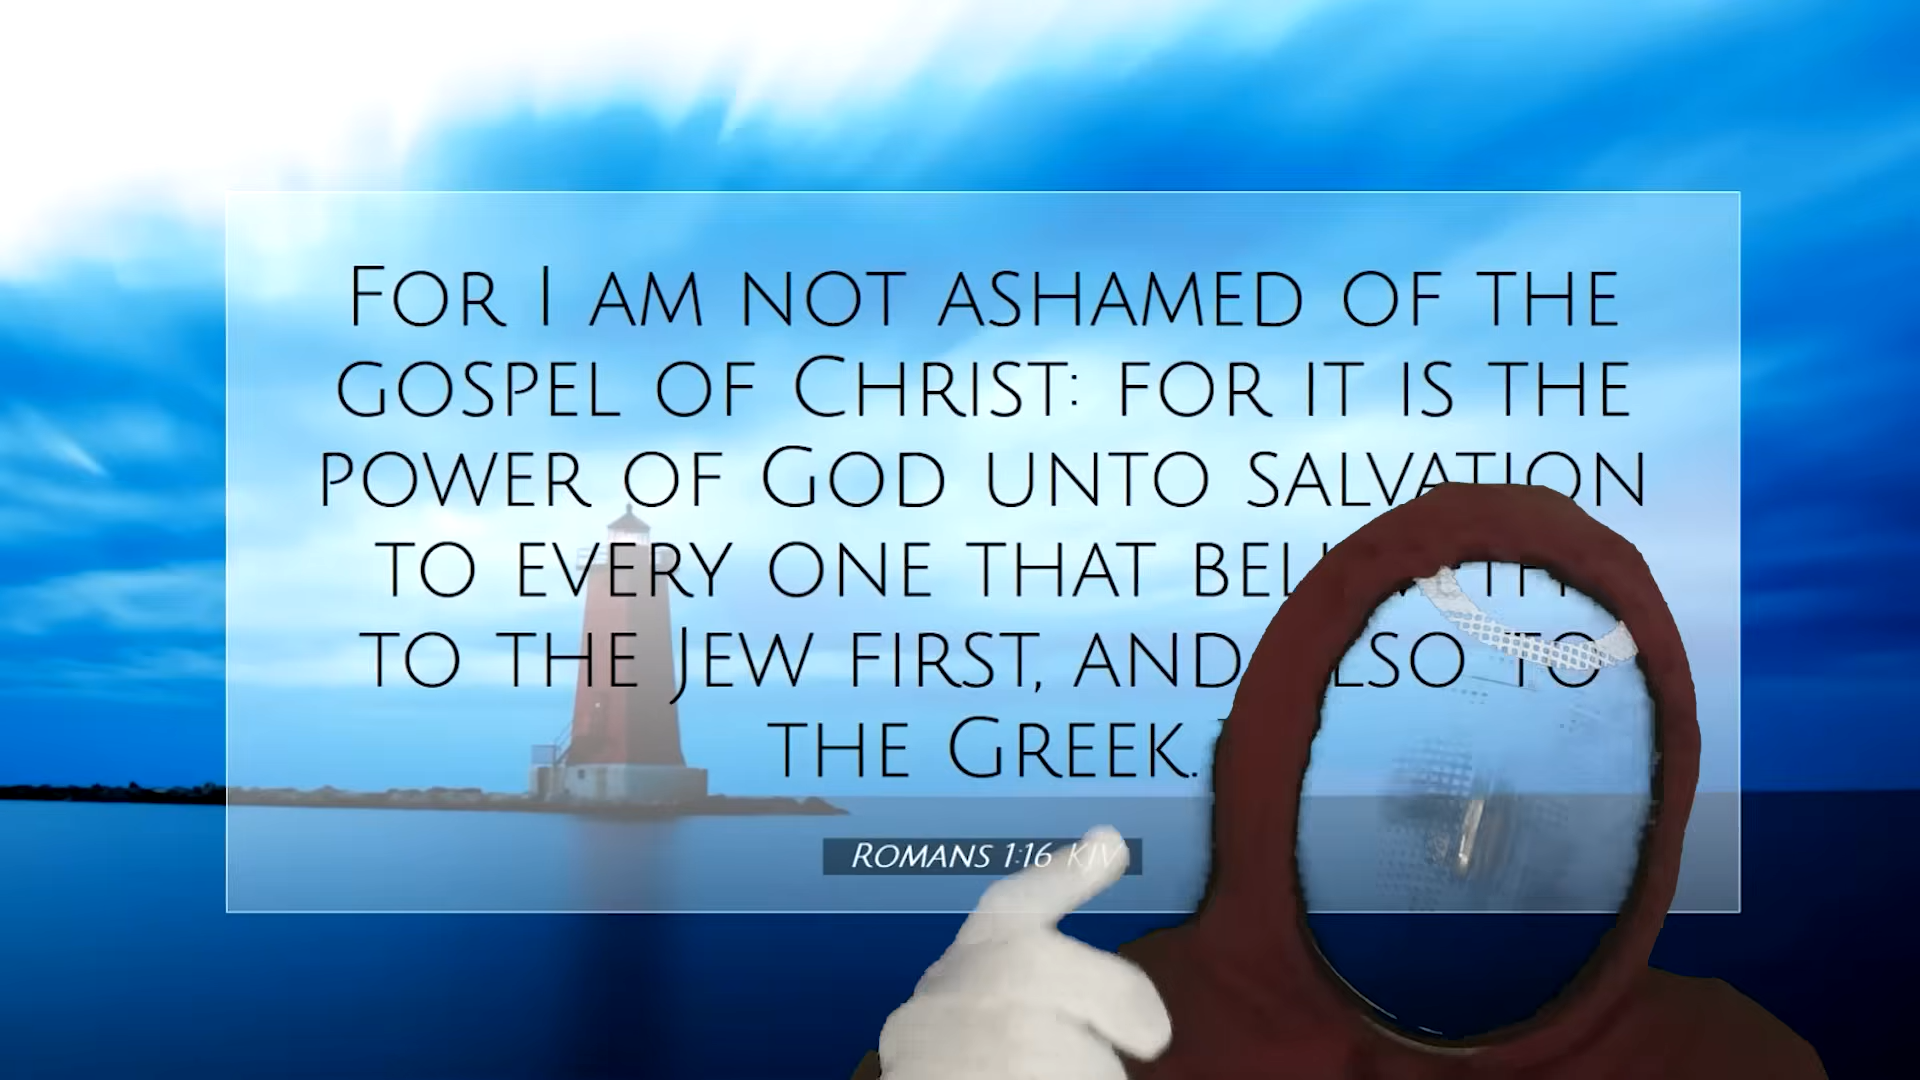 For I am not ashamed of the
gospel of Christ: for it is the
power of God unto salvation
to every one that
to the Jew first, and also to
the Greek.
Romans 1:16 KJV